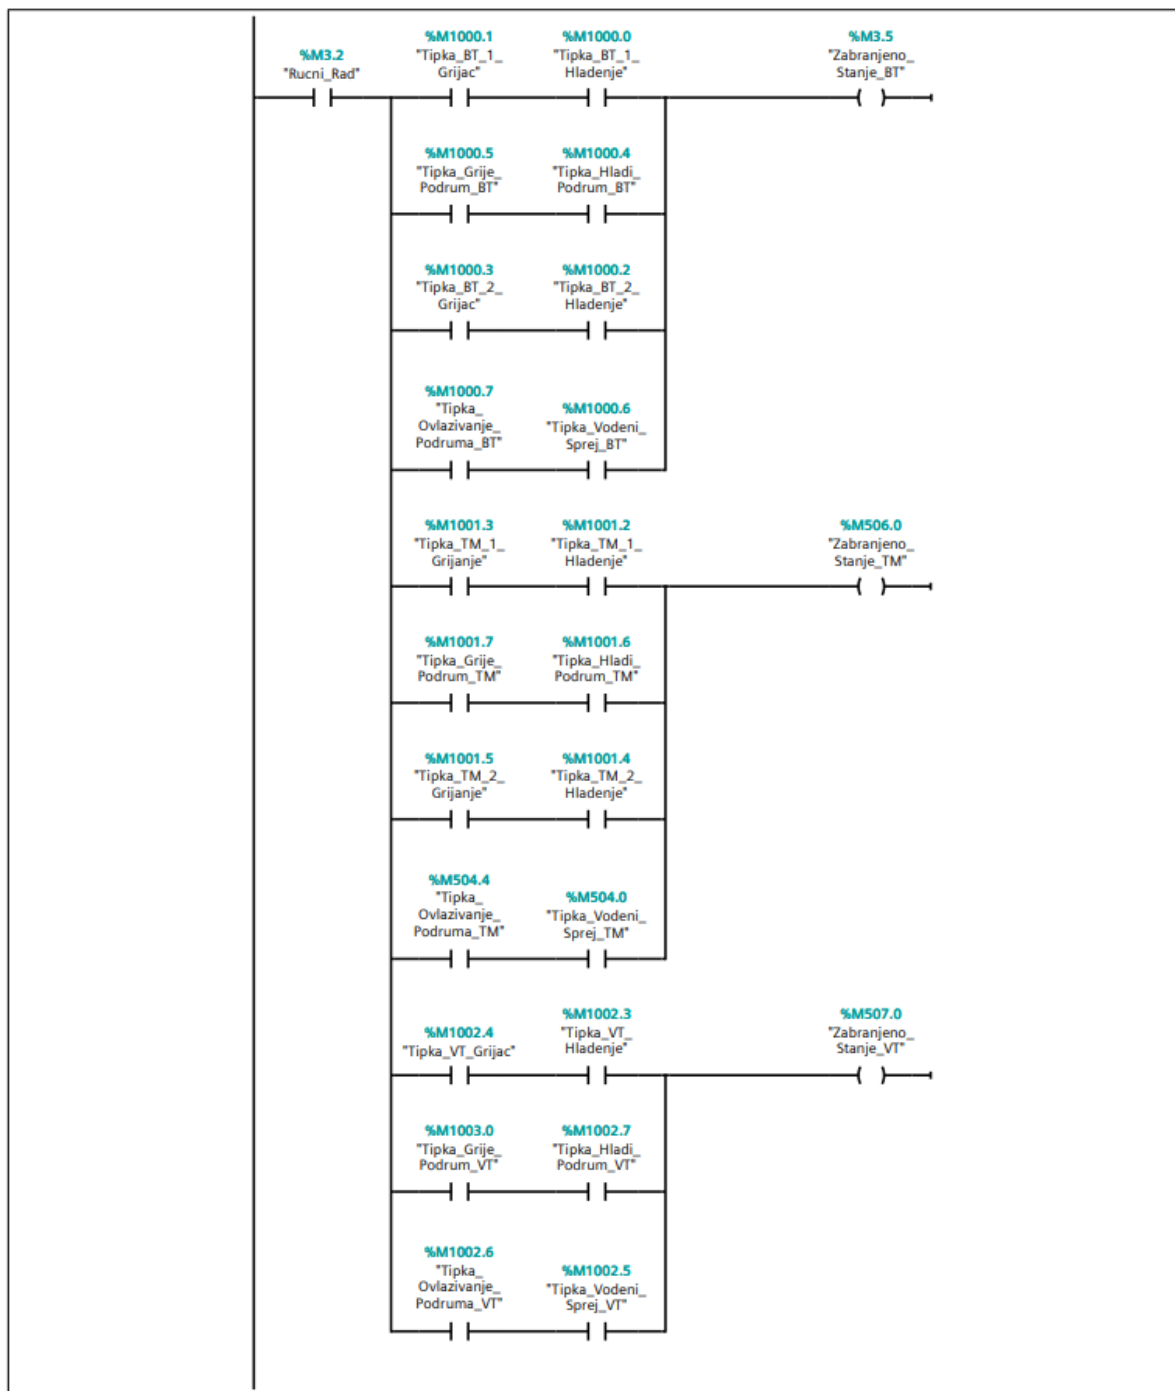 %M3.2
"Rucni_Rad"
%M1000.1
"Tipka_BT_1_
Grijac"
%M1000.0
"Tipka_BT_1_
Hladenje"
%M3.5
"Zabranjeno_
Stanje_BT"
%M1000.5
"Tipka_Grije_
Podrum_BT"
%M1000.4
"Tipka_Hladi_
Podrum_BT"
%M1000.3
"Tipka_BT_2_
Grijac"
%M1000.2
"Tipka_BT_2_
Hladenje"
%M1000.7
"Tipka_
Ovlazivanje_
Podruma_BT"
%M1000.6
"Tipka_Vodeni_
Sprej_BT"
%M1001.3
"Tipka_TM_1_
Grijanje"
%M1001.2
"Tipka_TM_1_
Hladenje"
%M506.0
"Zabranjeno_
Stanje_TM"
%M1001.7
"Tipka_Grije_
Podrum_TM"
%M1001.6
"Tipka_Hladi_
Podrum_TM"
%M1001.5
"Tipka_TM_2_
Grijanje"
%M1001.4
"Tipka_TM_2_
Hladenje"
%M504.4
"Tipka_
Ovlazivanje_
Podruma_TM"
%M504.0
"Tipka_Vodeni_
Sprej_TM"
%M1002.4
"Tipka_VT_Grijac"
%M1002.3
"Tipka_VT_
Hladenje"
%M507.0
"Zabranjeno_
Stanje_VT"
%M1003.0
"Tipka_Grije_
Podrum_VT"
%M1002.7
"Tipka_Hladi_
Podrum_VT"
%M1002.6
"Tipka_
Ovlazivanje_
Podruma_VT"
%M1002.5
"Tipka_Vodeni_
Sprej_VT"